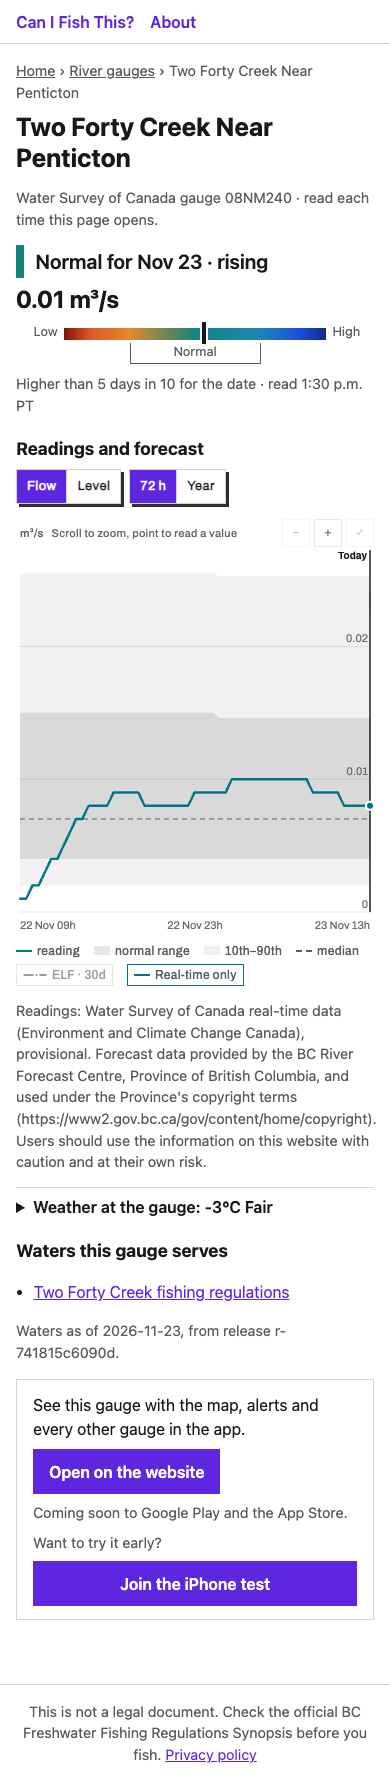 Can I Fish This? About
Home › River gauges › Two Forty Creek Near
Penticton
Two Forty Creek Near
Penticton
Water Survey of Canada gauge 08NM240 · read each
time this page opens.
Normal for Nov 23 · rising
0.01 m³/s
Low High
Normal
Higher than 5 days in 10 for the date · read 1:30 p.m.
PT
Readings and forecast
Flow Level 72 h Year
m³/s Scroll to zoom, point to read a value − + ⤢
Today
0.02
0.01
0
22 Nov 09h 22 Nov 23h 23 Nov 13h
reading normal range 10th–90th median
ELF · 30d Real-time only
Readings: Water Survey of Canada real-time data
(Environment and Climate Change Canada),
provisional. Forecast data provided by the BC River
Forecast Centre, Province of British Columbia, and
used under the Province's copyright terms
(https://www2.gov.bc.ca/gov/content/home/copyright).
Users should use the information on this website with
caution and at their own risk.
▶ Weather at the gauge: -3°C Fair
Waters this gauge serves
• Two Forty Creek fishing regulations
Waters as of 2026-11-23, from release r-
741815c6090d.
See this gauge with the map, alerts and
every other gauge in the app.
Open on the website
Coming soon to Google Play and the App Store.
Want to try it early?
Join the iPhone test
This is not a legal document. Check the official BC
Freshwater Fishing Regulations Synopsis before you
fish. Privacy policy